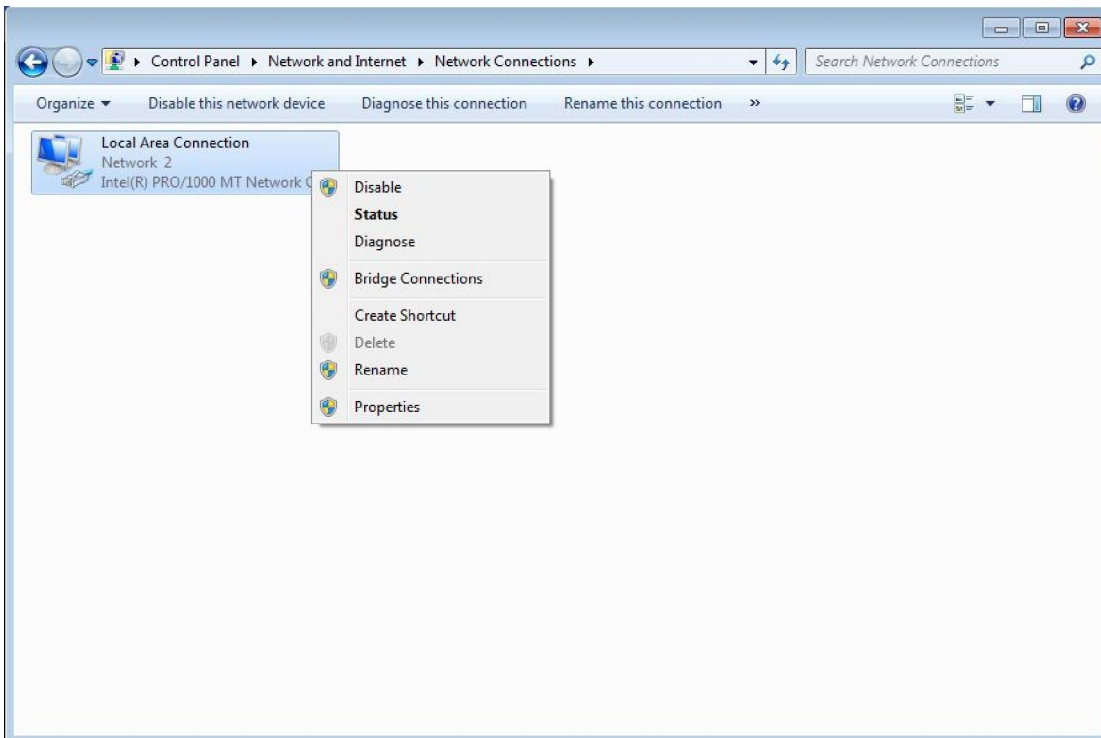 Control Panel Network and Internet Network Connections
Search Network Connections
Organize Disable this network device Diagnose this connection Rename this connection »
Local Area Connection
Network 2
Intel(R) PRO/1000 MT Network C
Disable
Status
Diagnose
Bridge Connections
Create Shortcut
Delete
Rename
Properties